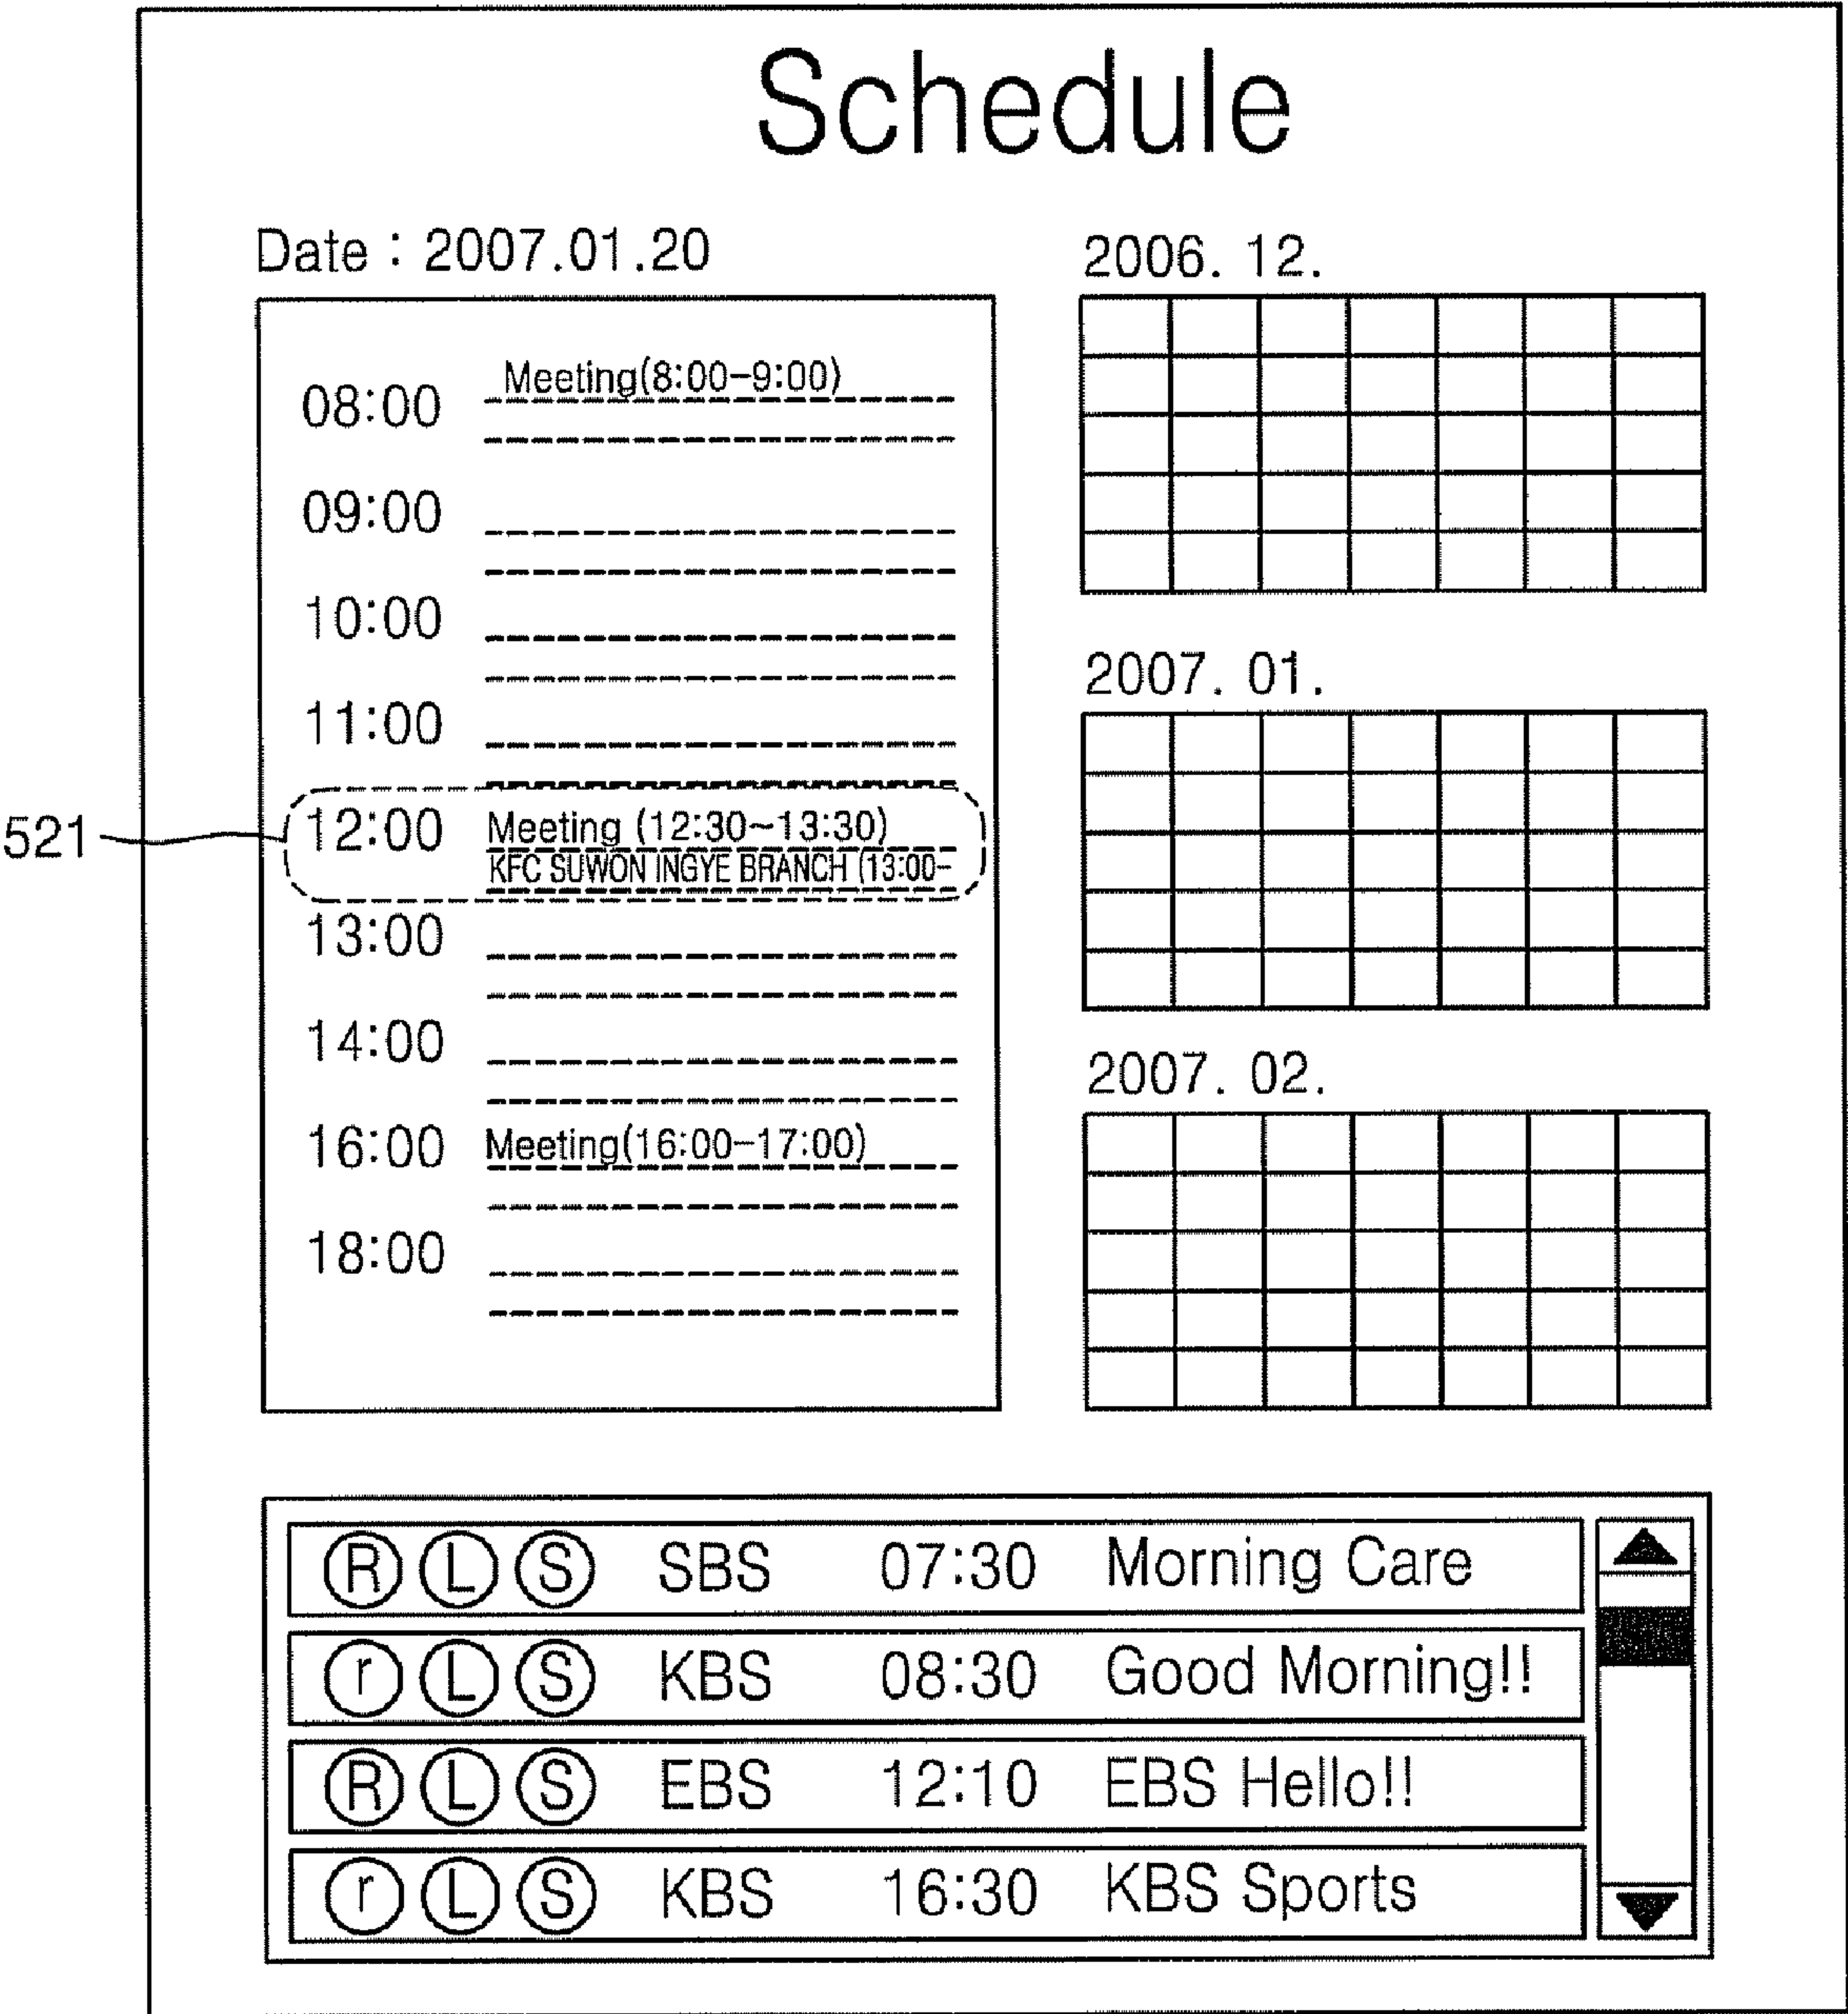 Schedule
Date : 2007.01.20
08:00 Meeting(8:00-9:00)
09:00
10:00
11:00
521
12:00 Meeting (12:30~13:30)
KFC SUWON INGYE BRANCH (13:00-
13:00
14:00
16:00 Meeting(16:00-17:00)
18:00
2006. 12.
2007. 01.
2007. 02.
R L S SBS 07:30 Morning Care
r L S KBS 08:30 Good Morning!!
R L S EBS 12:10 EBS Hello!!
r L S KBS 16:30 KBS Sports